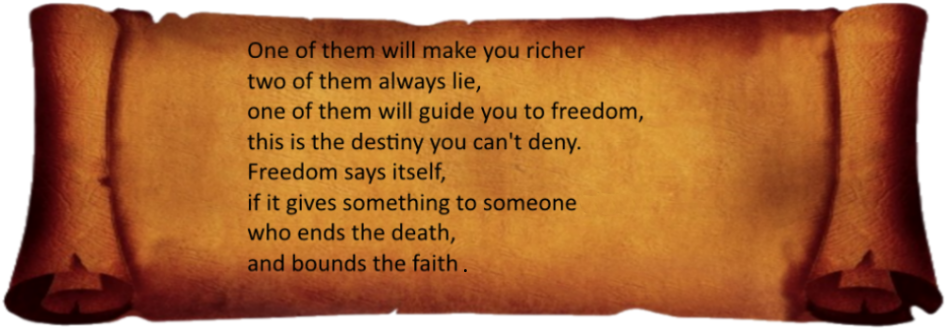 One of them will make you richer
two of them always lie,
one of them will guide you to freedom,
this is the destiny you can't deny.
Freedom says itself,
if it gives something to someone
who ends the death,
and bounds the faith .